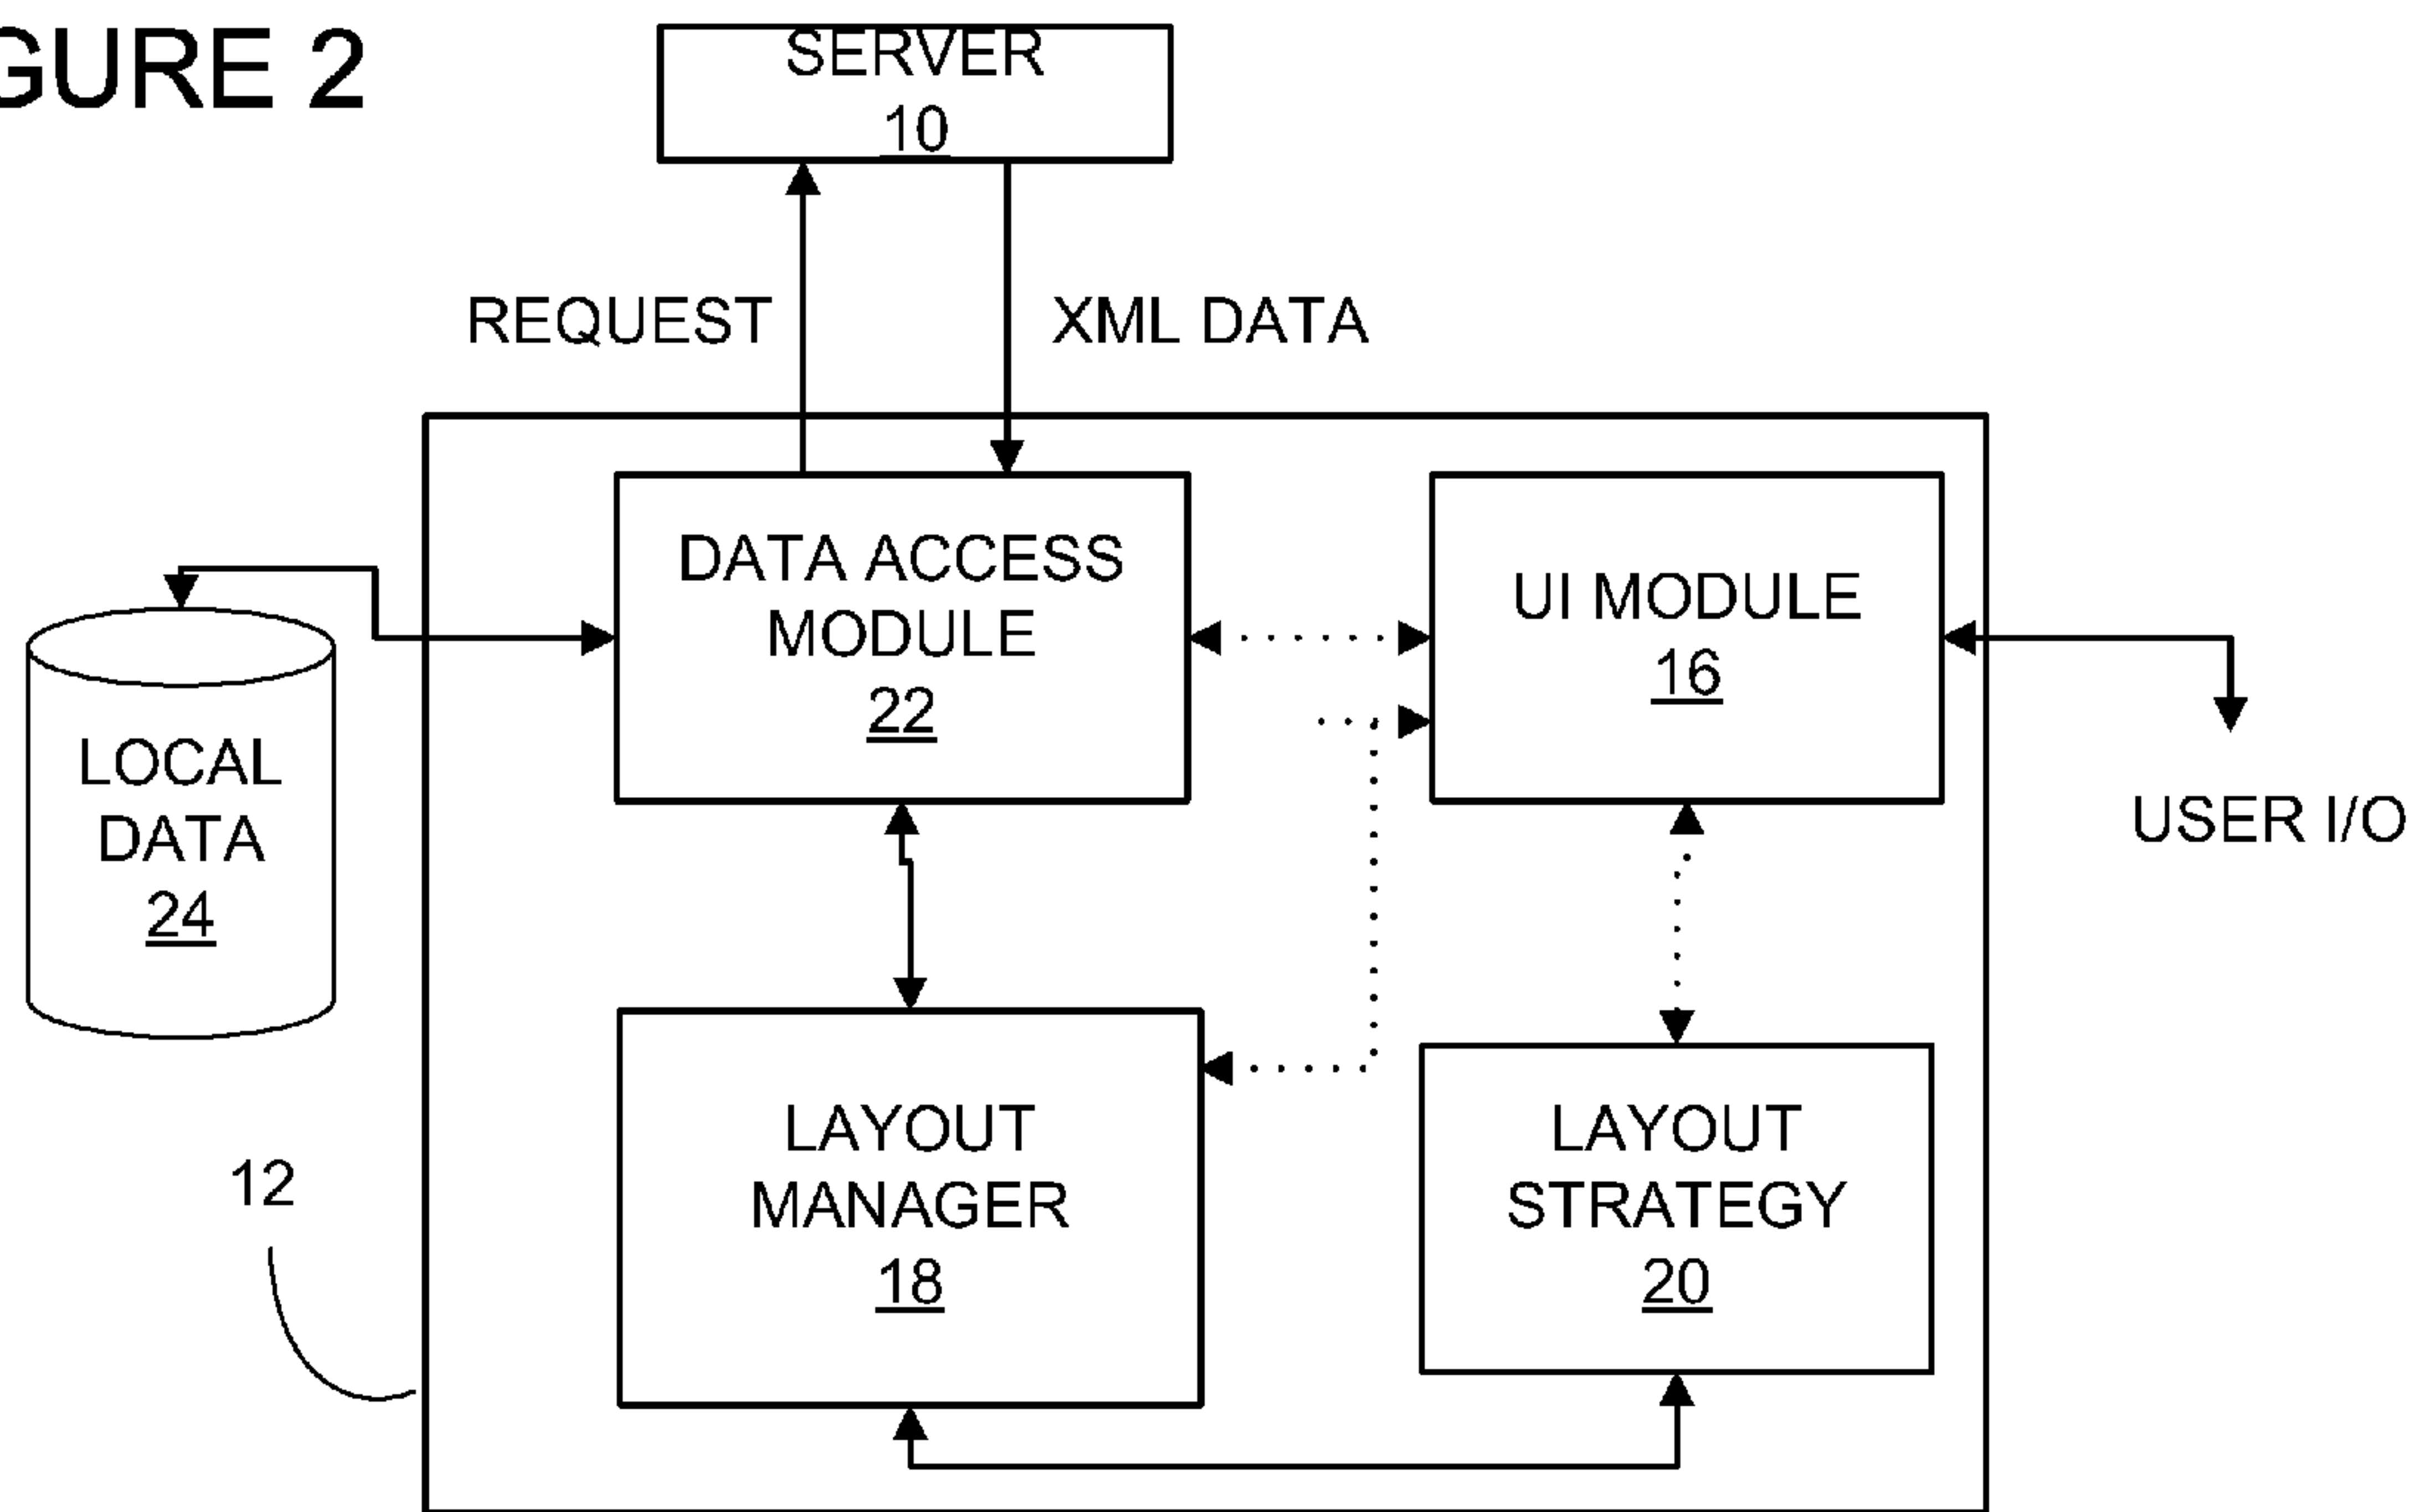 GURE 2
SERVER
10
REQUEST
XML DATA
DATA ACCESS
MODULE
22
UI MODULE
16
LOCAL
DATA
24
USER I/O
12
LAYOUT
MANAGER
18
LAYOUT
STRATEGY
20